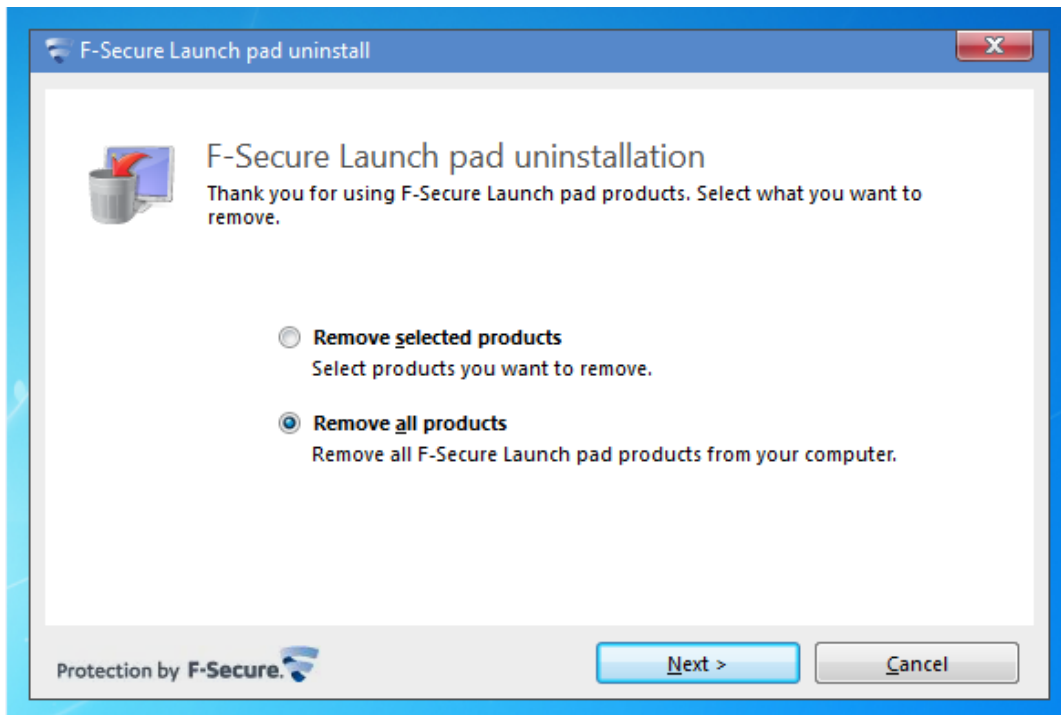 F-Secure Launch pad uninstall
F-Secure Launch pad uninstallation
Thank you for using F-Secure Launch pad products. Select what you want to
remove.
Remove selected products
Select products you want to remove.
Remove all products
Remove all F-Secure Launch pad products from your computer.
Protection by F-Secure.
Next >
Cancel